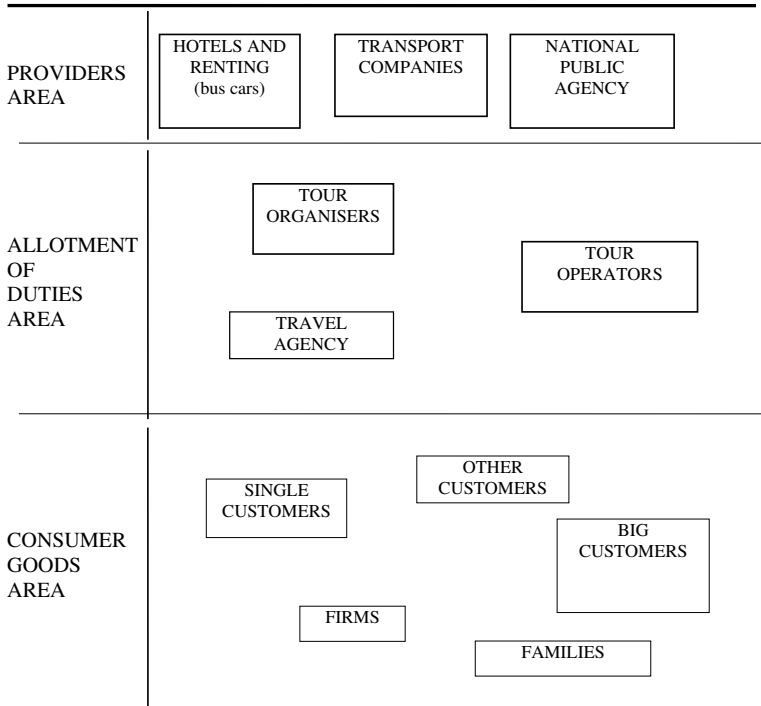 PROVIDERS
AREA
HOTELS AND
RENTING
(bus cars)
TRANSPORT
COMPANIES
NATIONAL
PUBLIC
AGENCY
ALLOTMENT
OF
DUTIES
AREA
TOUR
ORGANISERS
TOUR
OPERATORS
TRAVEL
AGENCY
CONSUMER
GOODS
AREA
SINGLE
CUSTOMERS
OTHER
CUSTOMERS
BIG
CUSTOMERS
FIRMS
FAMILIES